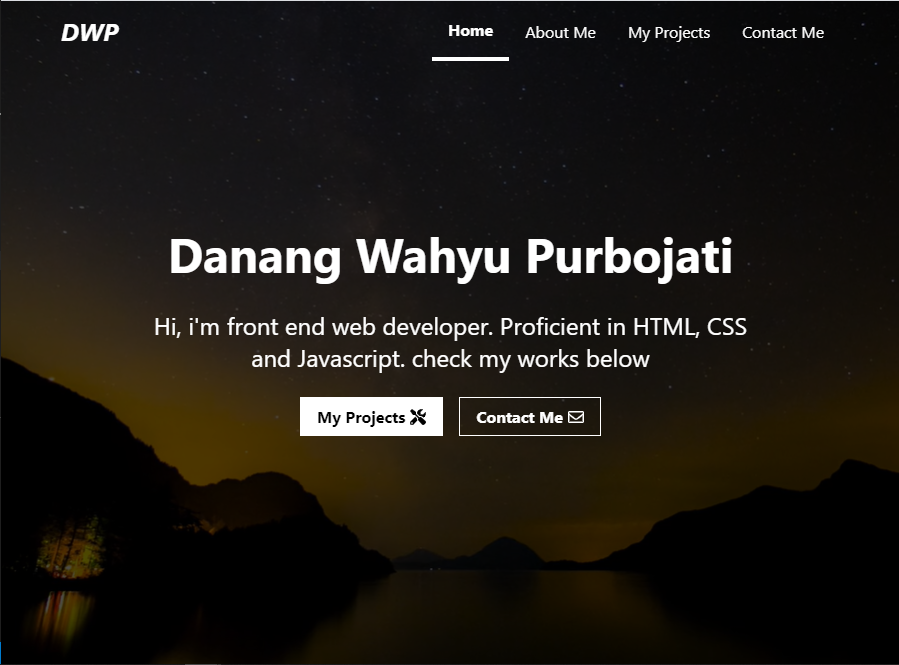 DWP
Home About Me My Projects Contact Me
Danang Wahyu Purbojati
Hi, i'm front end web developer. Proficient in HTML, CSS
and Javascript. check my works below
My Projects
Contact Me